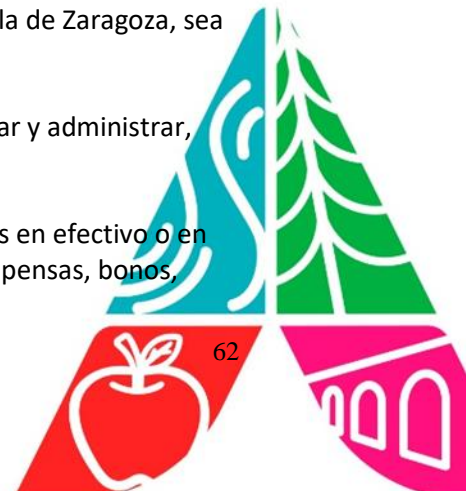 la de Zaragoza, sea
ar y administrar,
s en efectivo o en
pensas, bonos,
62